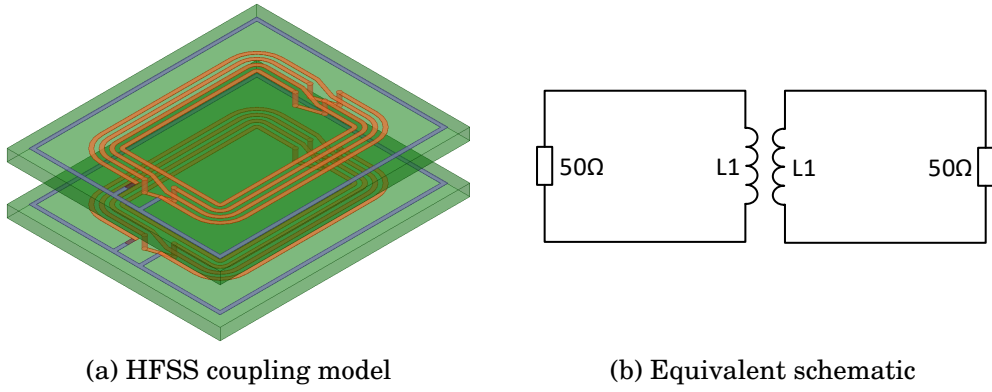 50Ω
L1
L1
50Ω
(a) HFSS coupling model
(b) Equivalent schematic